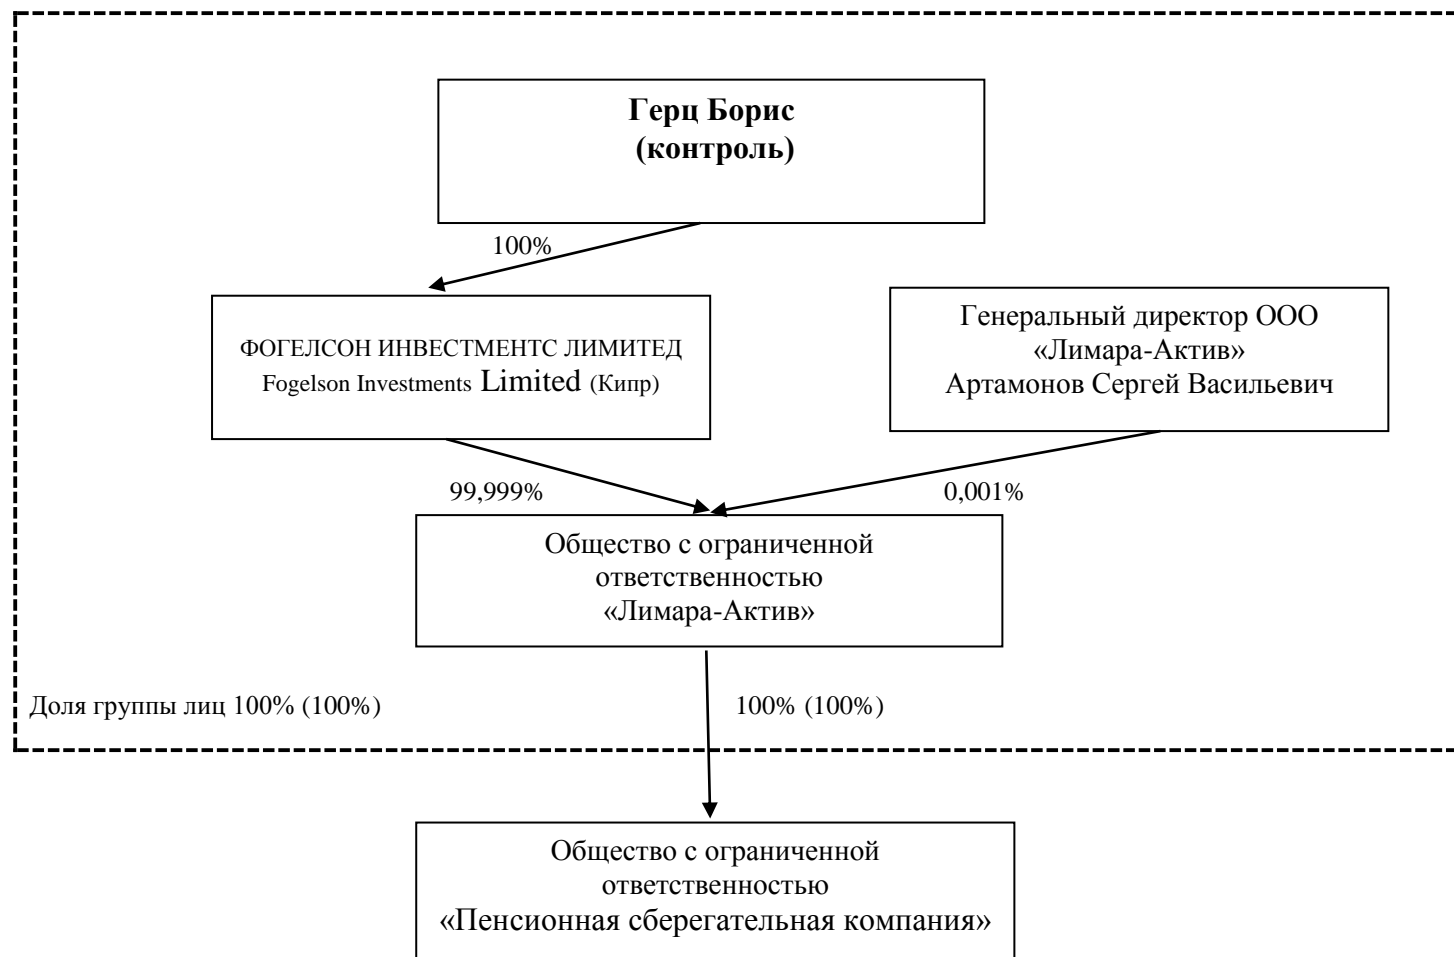 Герц Борис
(контроль)
100%
ФОГЕЛСОН ИНВЕСТМЕНТС ЛИМИТЕД
Fogelson Investments Limited (Кипр)
Генеральный директор ООО
«Лимара-Актив»
Артамонов Сергей Васильевич
99,999%
0,001%
Общество с ограниченной
ответственностью
«Лимара-Актив»
Доля группы лиц 100% (100%)
100% (100%)
Общество с ограниченной
ответственностью
«Пенсионная сберегательная компания»